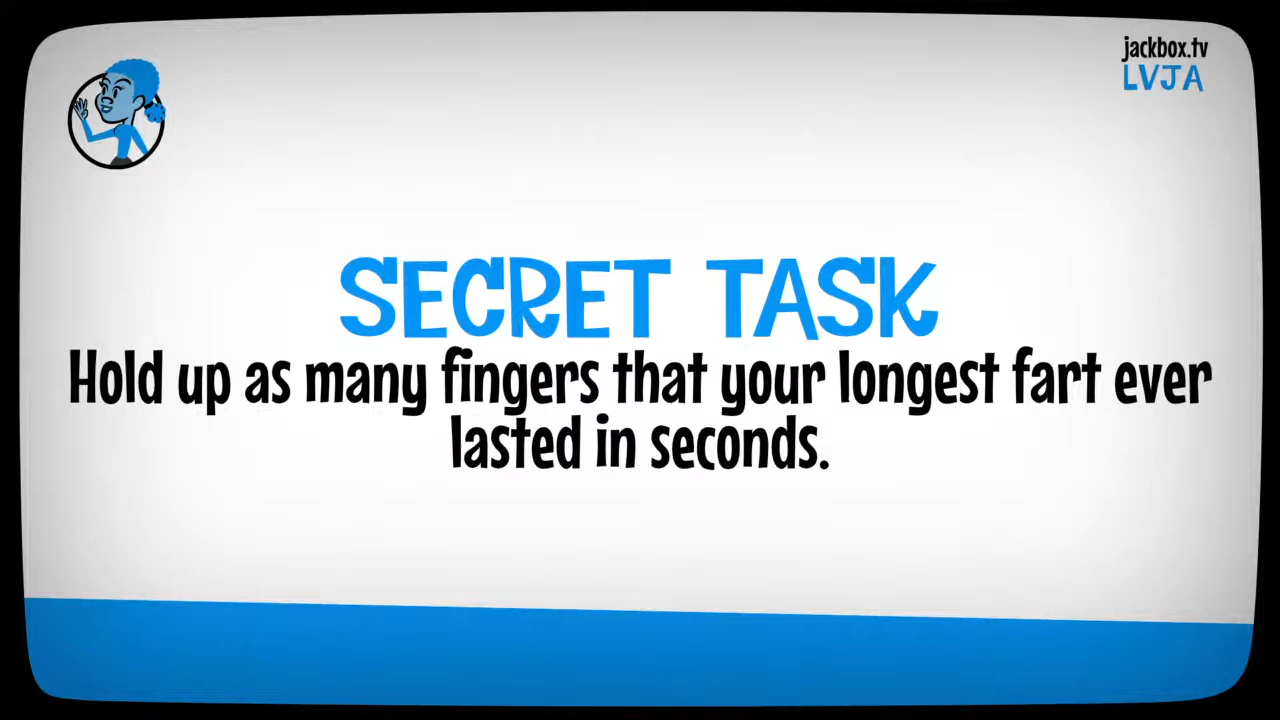 jackbox.tv
LVJA
SECRET TASK
Hold up as many fingers that your longest fart ever
lasted in seconds.